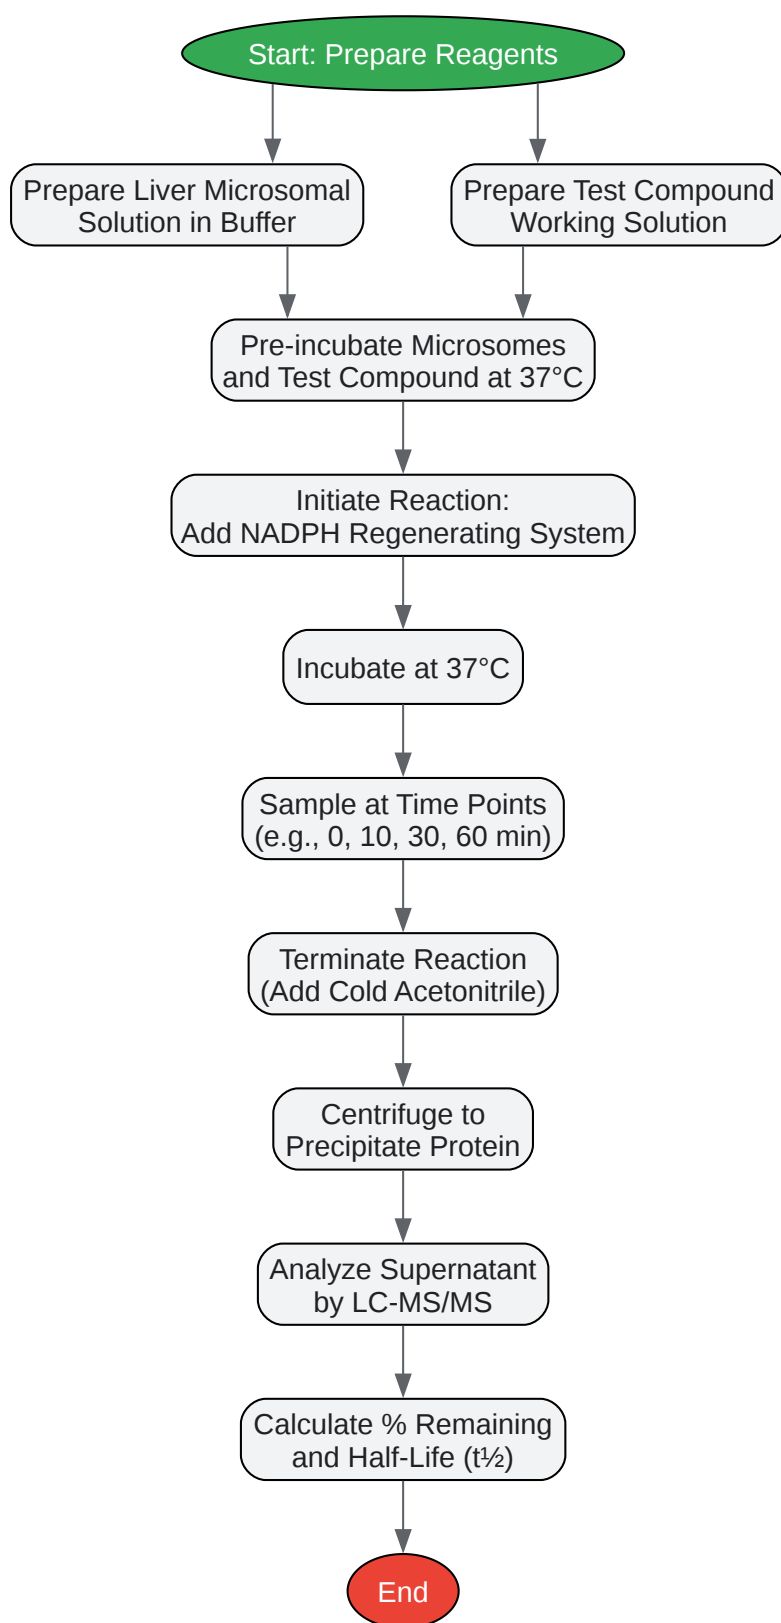 Start: Prepare Reagents
Prepare Liver Microsomal
Solution in Buffer
Prepare Test Compound
Working Solution
Pre-incubate Microsomes
and Test Compound at 37°C
Initiate Reaction:
Add NADPH Regenerating System
Incubate at 37°C
Sample at Time Points
(e.g., 0, 10, 30, 60 min)
Terminate Reaction
(Add Cold Acetonitrile)
Centrifuge to
Precipitate Protein
Analyze Supernatant
by LC-MS/MS
Calculate % Remaining
and Half-Life (t½)
End